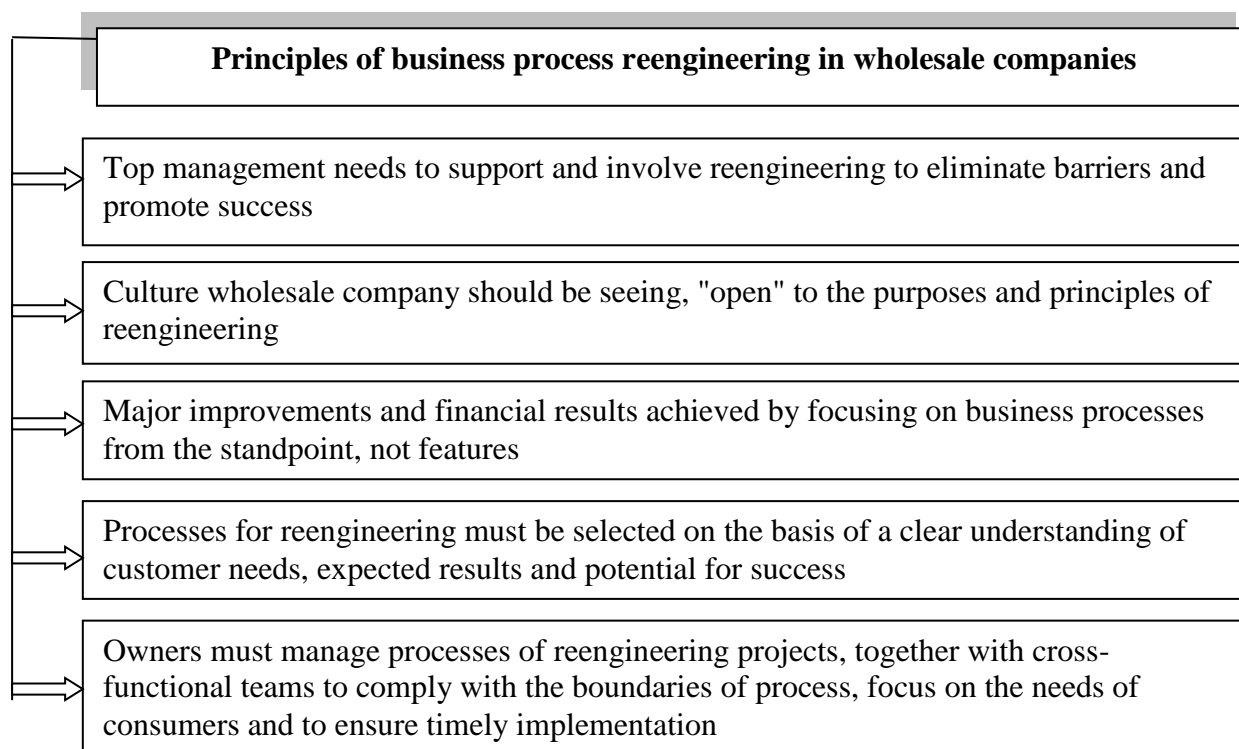 Principles of business process reengineering in wholesale companies
Top management needs to support and involve reengineering to eliminate barriers and
promote success
Culture wholesale company should be seeing, "open" to the purposes and principles of
reengineering
Major improvements and financial results achieved by focusing on business processes
from the standpoint, not features
Processes for reengineering must be selected on the basis of a clear understanding of
customer needs, expected results and potential for success
Owners must manage processes of reengineering projects, together with cross-
functional teams to comply with the boundaries of process, focus on the needs of
consumers and to ensure timely implementation